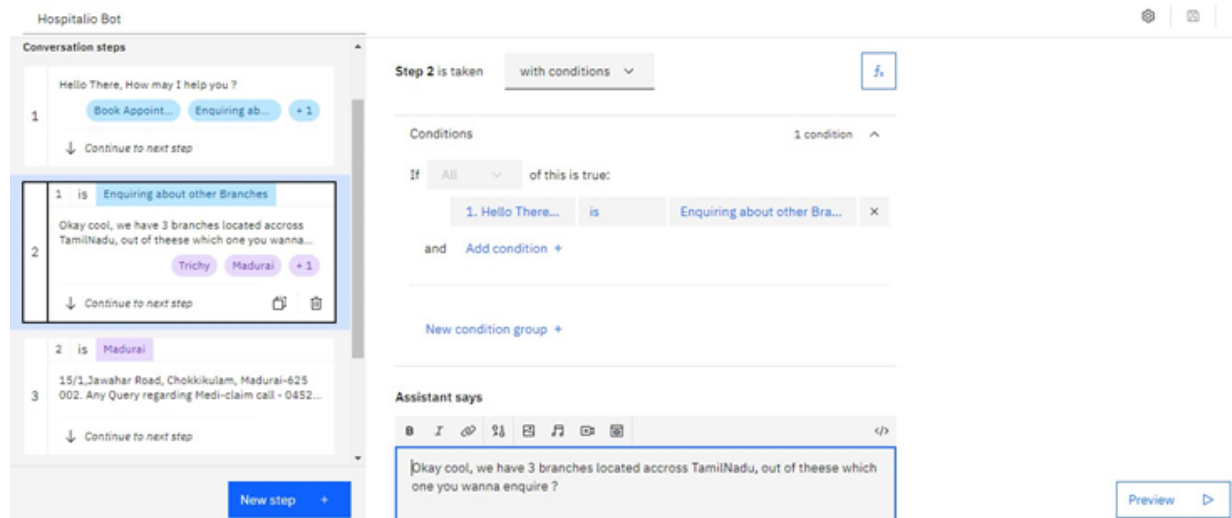 Hospitalio Bot
Conversation steps
1
Hello There, How may I help you ?
Book Appoint...
Enquiring ab...
+ 1
Continue to next step
2
1 is Enquiring about other Branches
Okay cool, we have 3 branches located accross
TamilNadu, out of theese which one you wanna...
Trichy
Madurai
+ 1
Continue to next step
3
2 is Madurai
15/1,Jawahar Road, Chokkikulam, Madurai-625
002. Any Query regarding Medi-claim call - 0452...
Continue to next step
New step +
Step 2 is taken
with conditions
fx
Conditions
1 condition
If All of this is true:
1. Hello There...
is
Enquiring about other Bra...
×
and Add condition +
New condition group +
Assistant says
B I </>
Okay cool, we have 3 branches located accross TamilNadu, out of theese which
one you wanna enquire ?
Preview